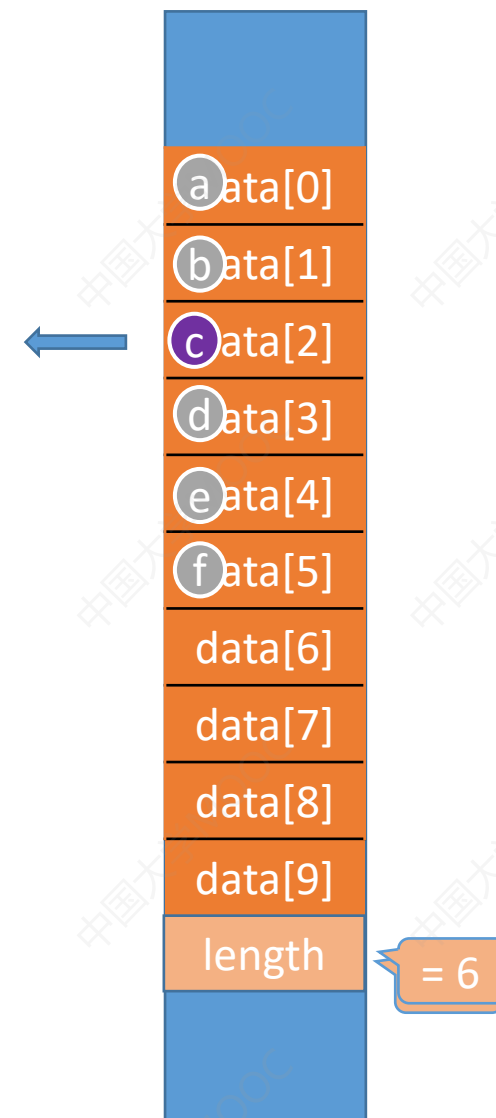 a ata[0]
b ata[1]
c ata[2]
d ata[3]
e ata[4]
f ata[5]
data[6]
data[7]
data[8]
data[9]
length
= 6